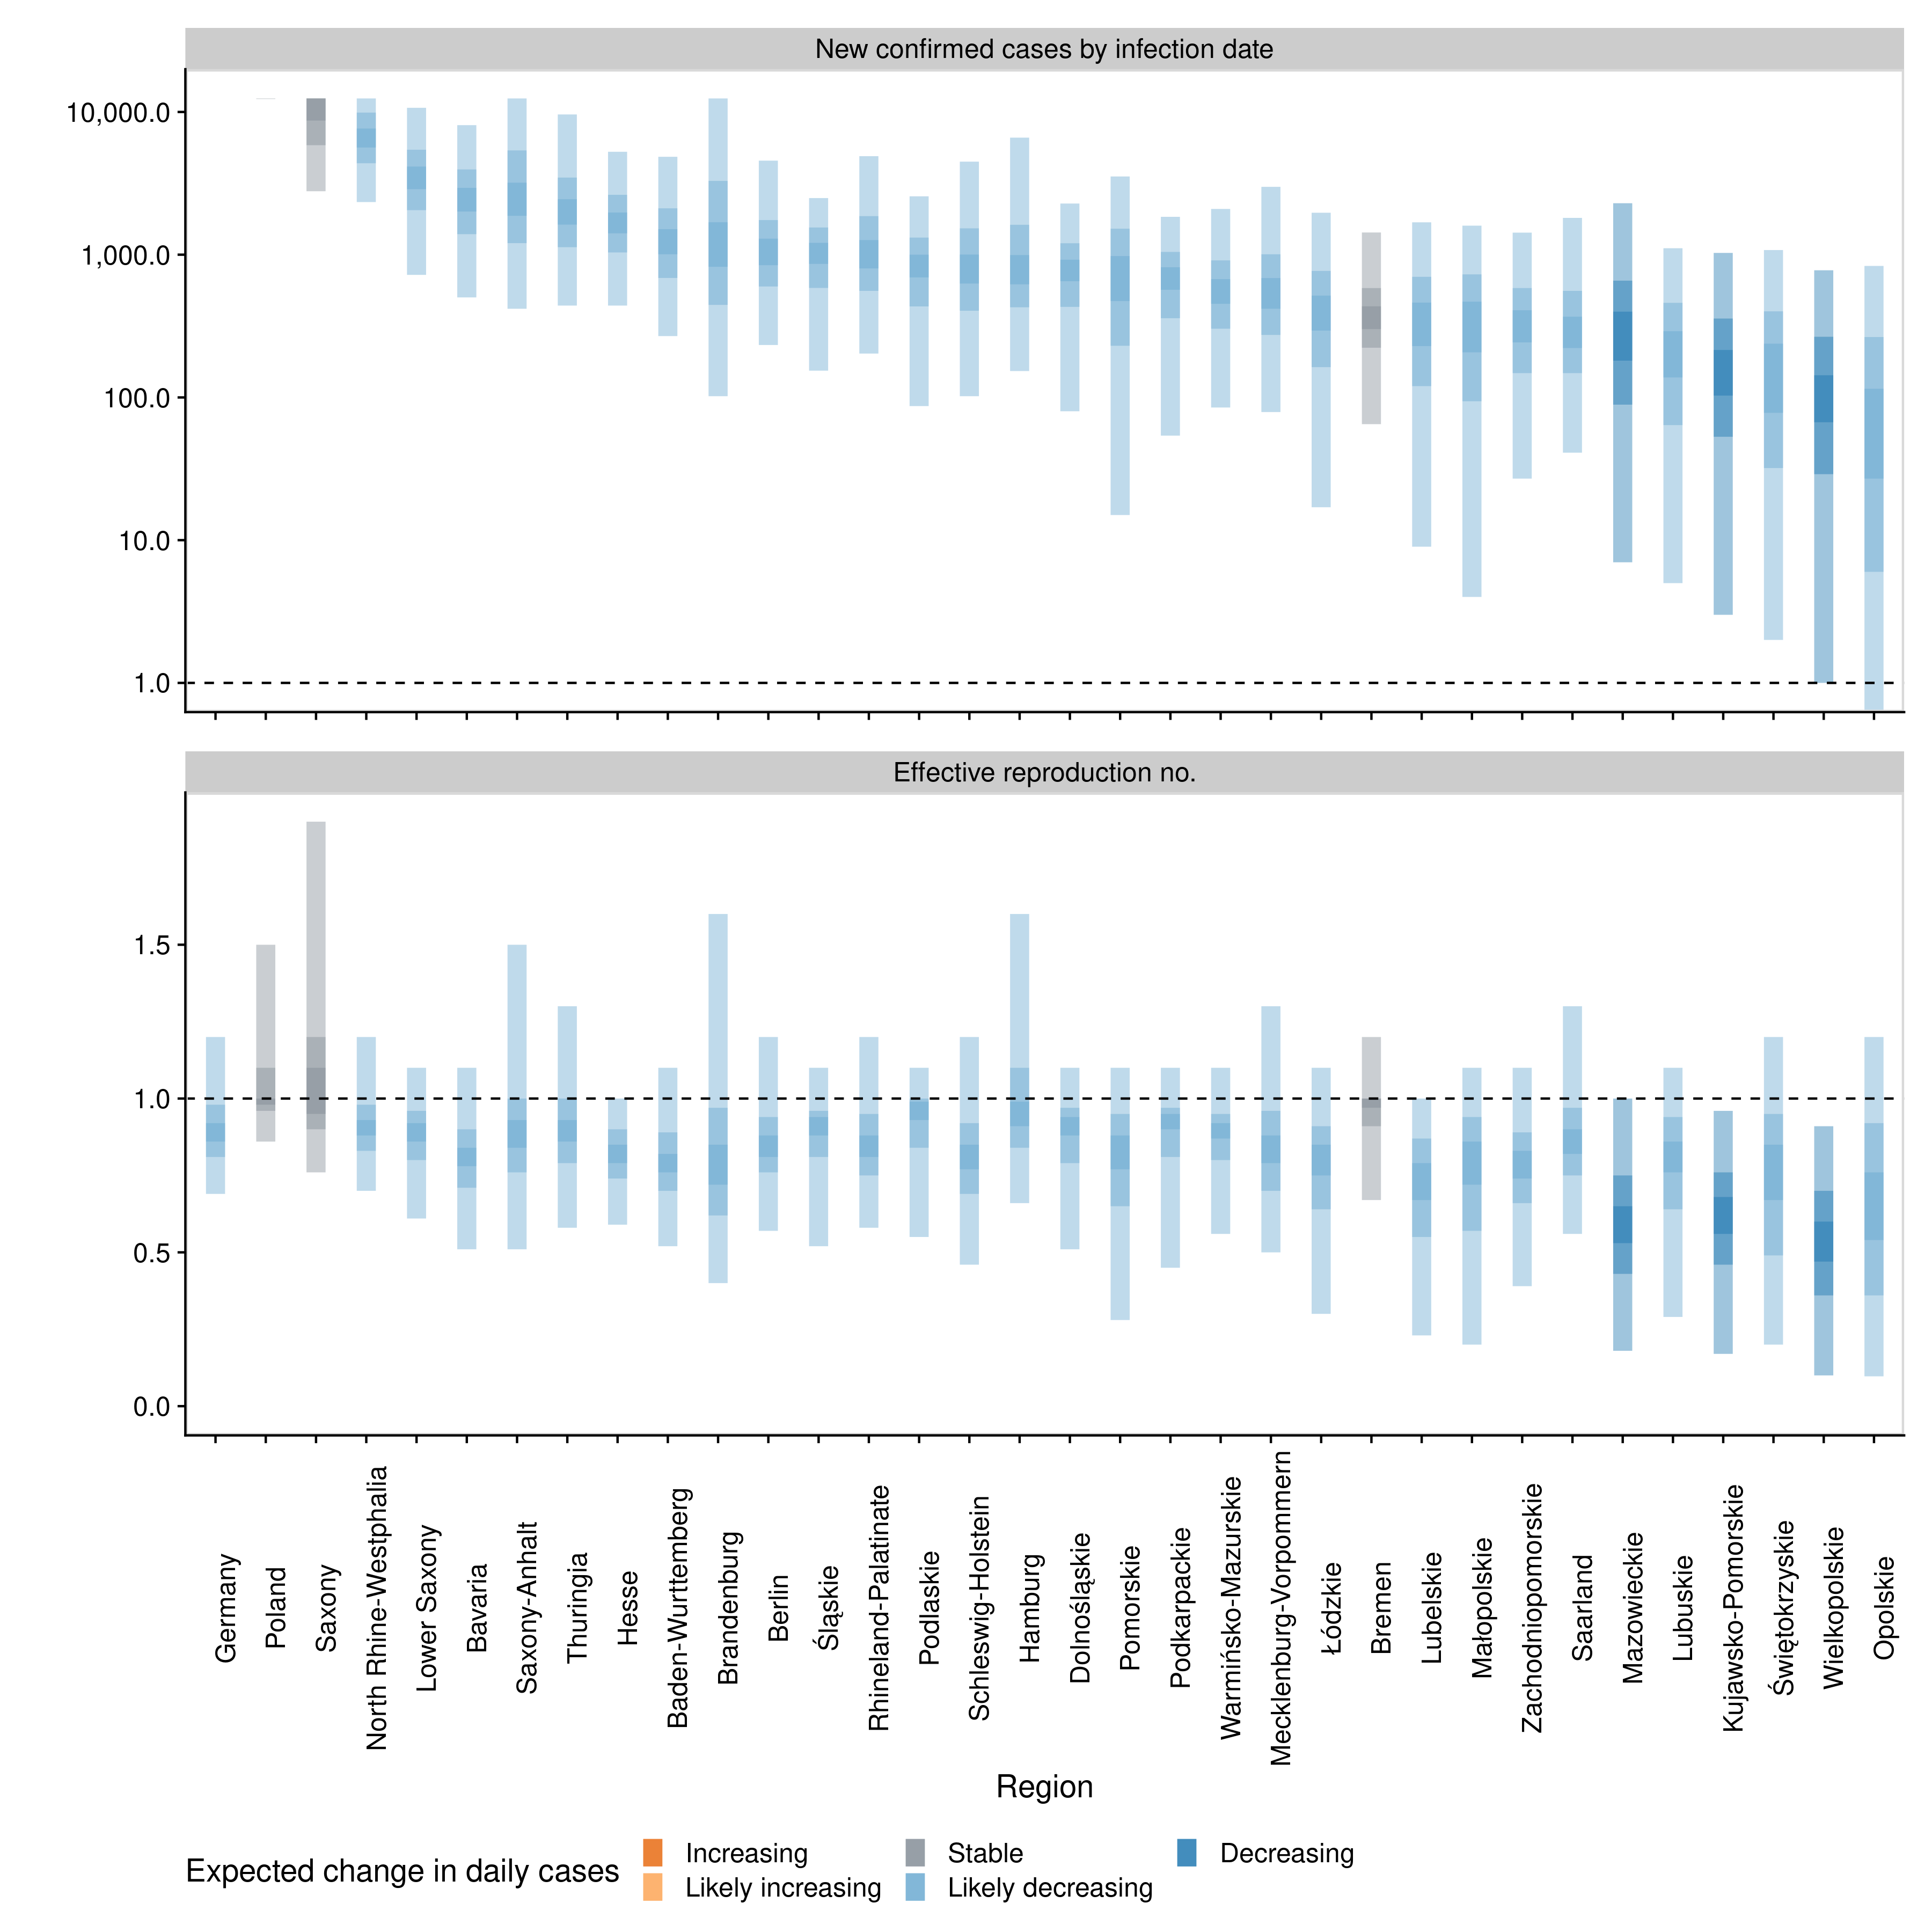 New confirmed cases by infection date
10,000.0
1,000.0
100.0
10.0
1.0
Effective reproduction no.
1.5
1.0
0.5
0.0
Germany
Poland
Saxony
North Rhine-Westphalia
Lower Saxony
Bavaria
Saxony-Anhalt
Thuringia
Hesse
Baden-Wurttemberg
Brandenburg
Berlin
Śląskie
Rhineland-Palatinate
Podlaskie
Schleswig-Holstein
Hamburg
Dolnośląskie
Pomorskie
Podkarpackie
Warmińsko-Mazurskie
Mecklenburg-Vorpommern
Łódzkie
Bremen
Lubelskie
Małopolskie
Zachodniopomorskie
Saarland
Mazowieckie
Lubuskie
Kujawsko-Pomorskie
Świętokrzyskie
Wielkopolskie
Opolskie
Region
Expected change in daily cases
Increasing
Stable
Decreasing
Likely increasing
Likely decreasing